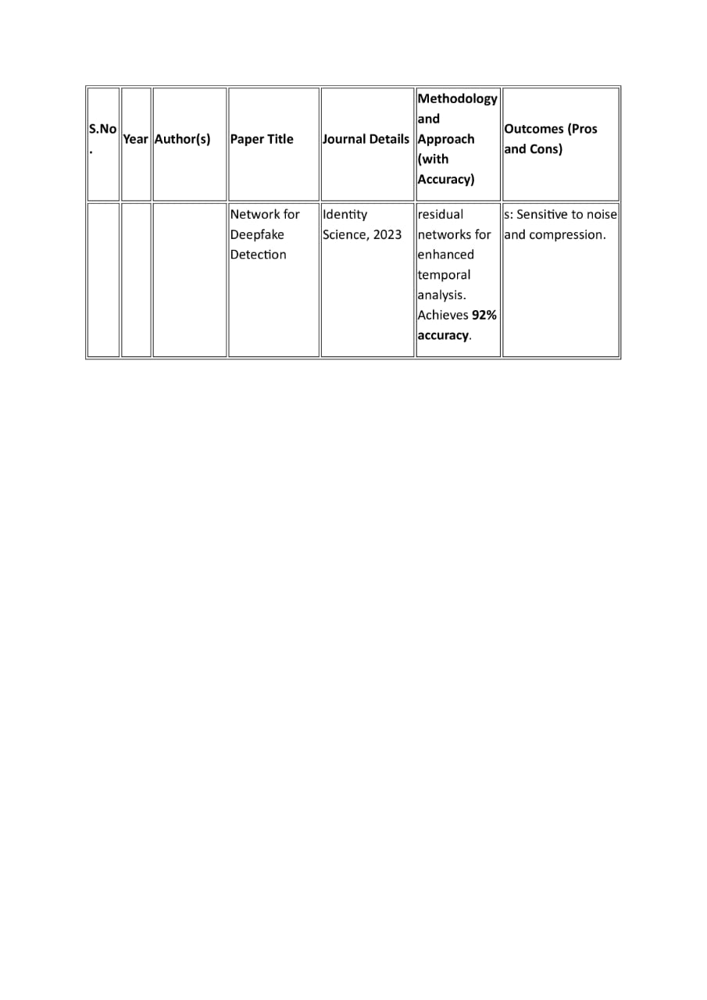 S.No
.
Year
Author(s)
Paper Title
Journal Details
Methodology
and
Approach
(with
Accuracy)
Outcomes (Pros
and Cons)
Network for
Deepfake
Detection
Identity
Science, 2023
residual
networks for
enhanced
temporal
analysis.
Achieves 92%
accuracy.
s: Sensitive to noise
and compression.